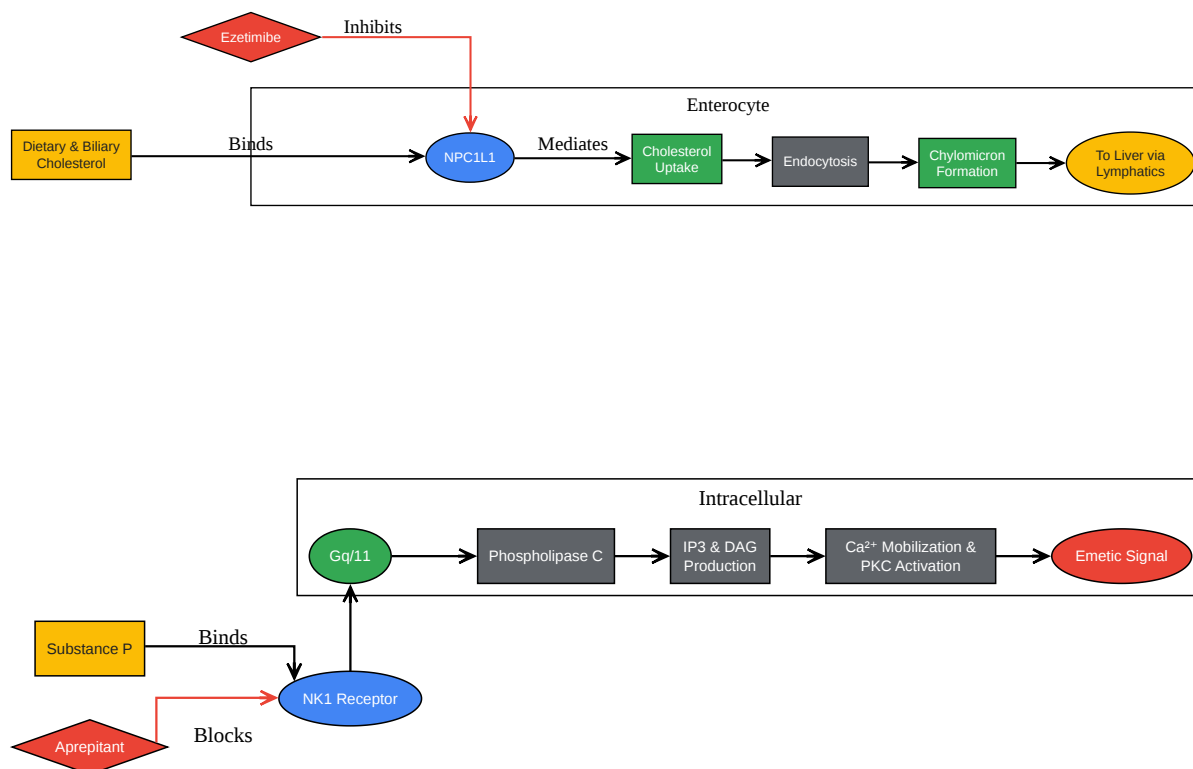 Ezetimibe
Inhibits
Enterocyte
Dietary & Biliary
Cholesterol
Binds
NPC1L1
Mediates
Cholesterol
Uptake
Endocytosis
Chylomicron
Formation
To Liver via
Lymphatics
Intracellular
Gq/11
Phospholipase C
IP3 & DAG
Production
Ca²⁺ Mobilization &
PKC Activation
Emetic Signal
Substance P
Binds
NK1 Receptor
Aprepitant
Blocks